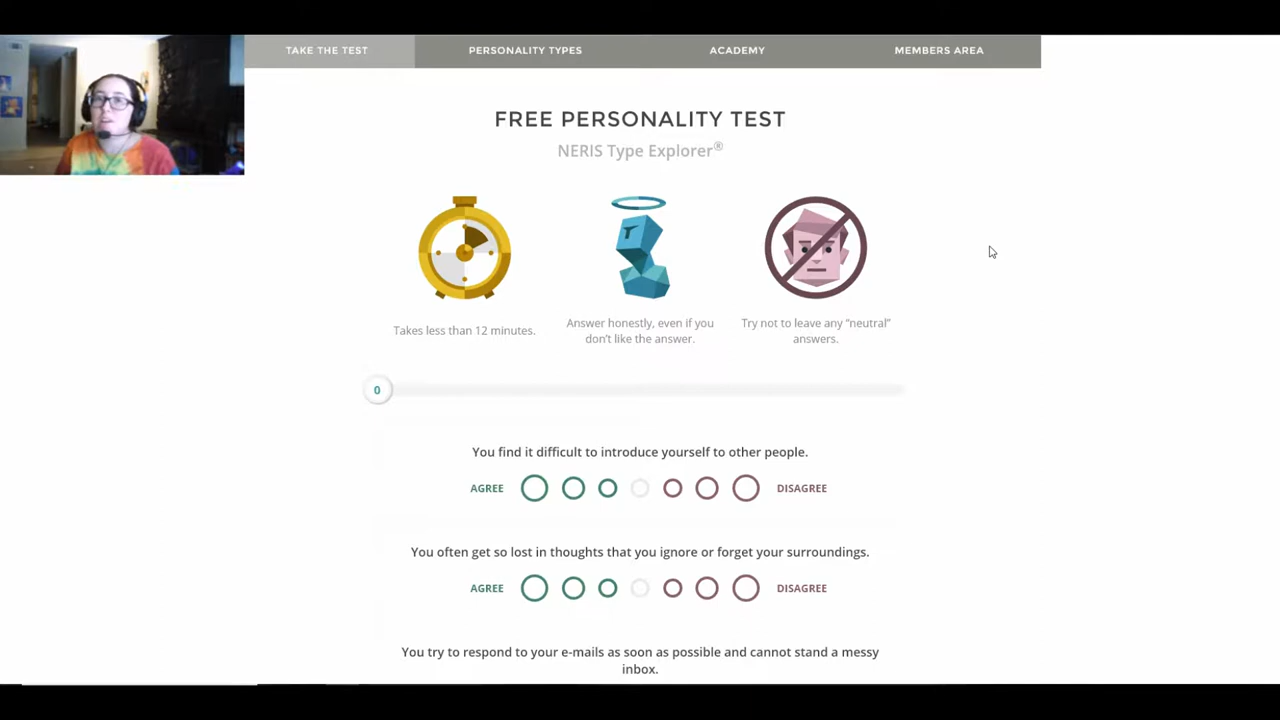 TAKE THE TEST PERSONALITY TYPES ACADEMY MEMBERS AREA
FREE PERSONALITY TEST
NERIS Type Explorer®
Takes less than 12 minutes.
Answer honestly, even if you
don't like the answer.
Try not to leave any “neutral”
answers.
0
You find it difficult to introduce yourself to other people.
AGREE DISAGREE
You often get so lost in thoughts that you ignore or forget your surroundings.
AGREE DISAGREE
You try to respond to your e-mails as soon as possible and cannot stand a messy
inbox.